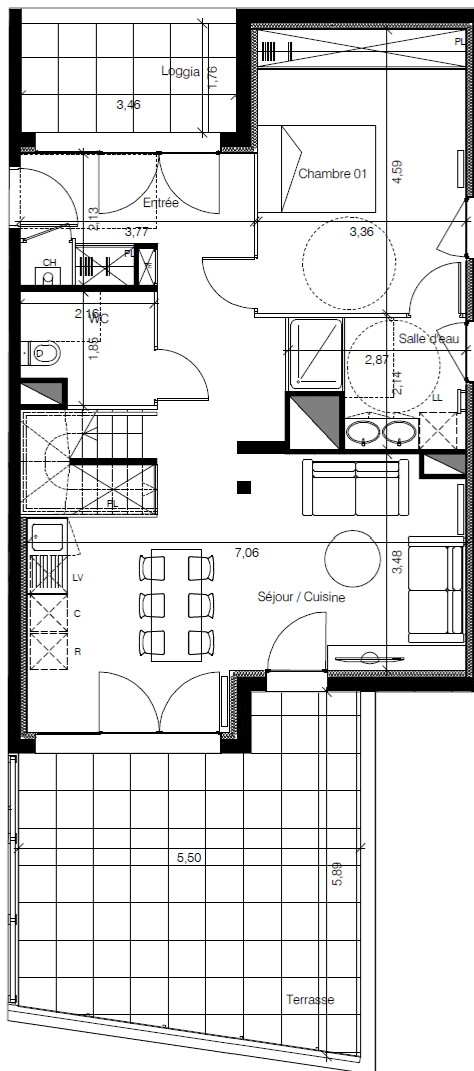 PL
Loggia
1,76
3,46
Chambre 01
4,59
Entrée
2,13
3,77
3,36
PL
CH
2,16
WC
1,85
Salle d'eau
2,87
2,14
LL
PL
7,06
3,48
LV
Séjour / Cuisine
C
R
5,50
5,89
Terrasse